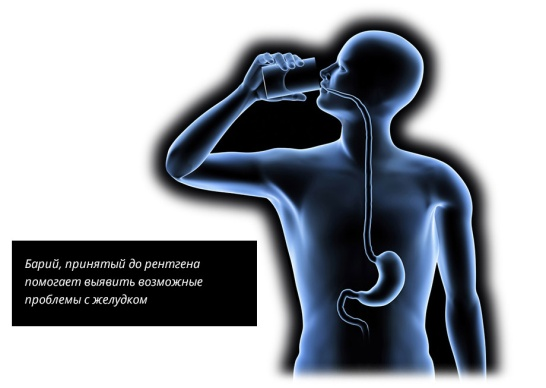 Барий, принятый до рентгена
помогает выявить возможные
проблемы с желудком